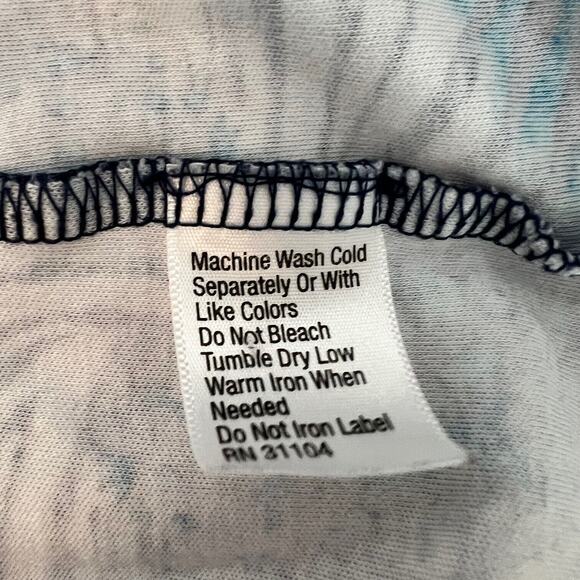 Machine Wash Cold
Separately Or With
Like Colors
Do Not Bleach
Tumble Dry Low
Warm Iron When
Needed
Do Not Iron Label
RN 31104